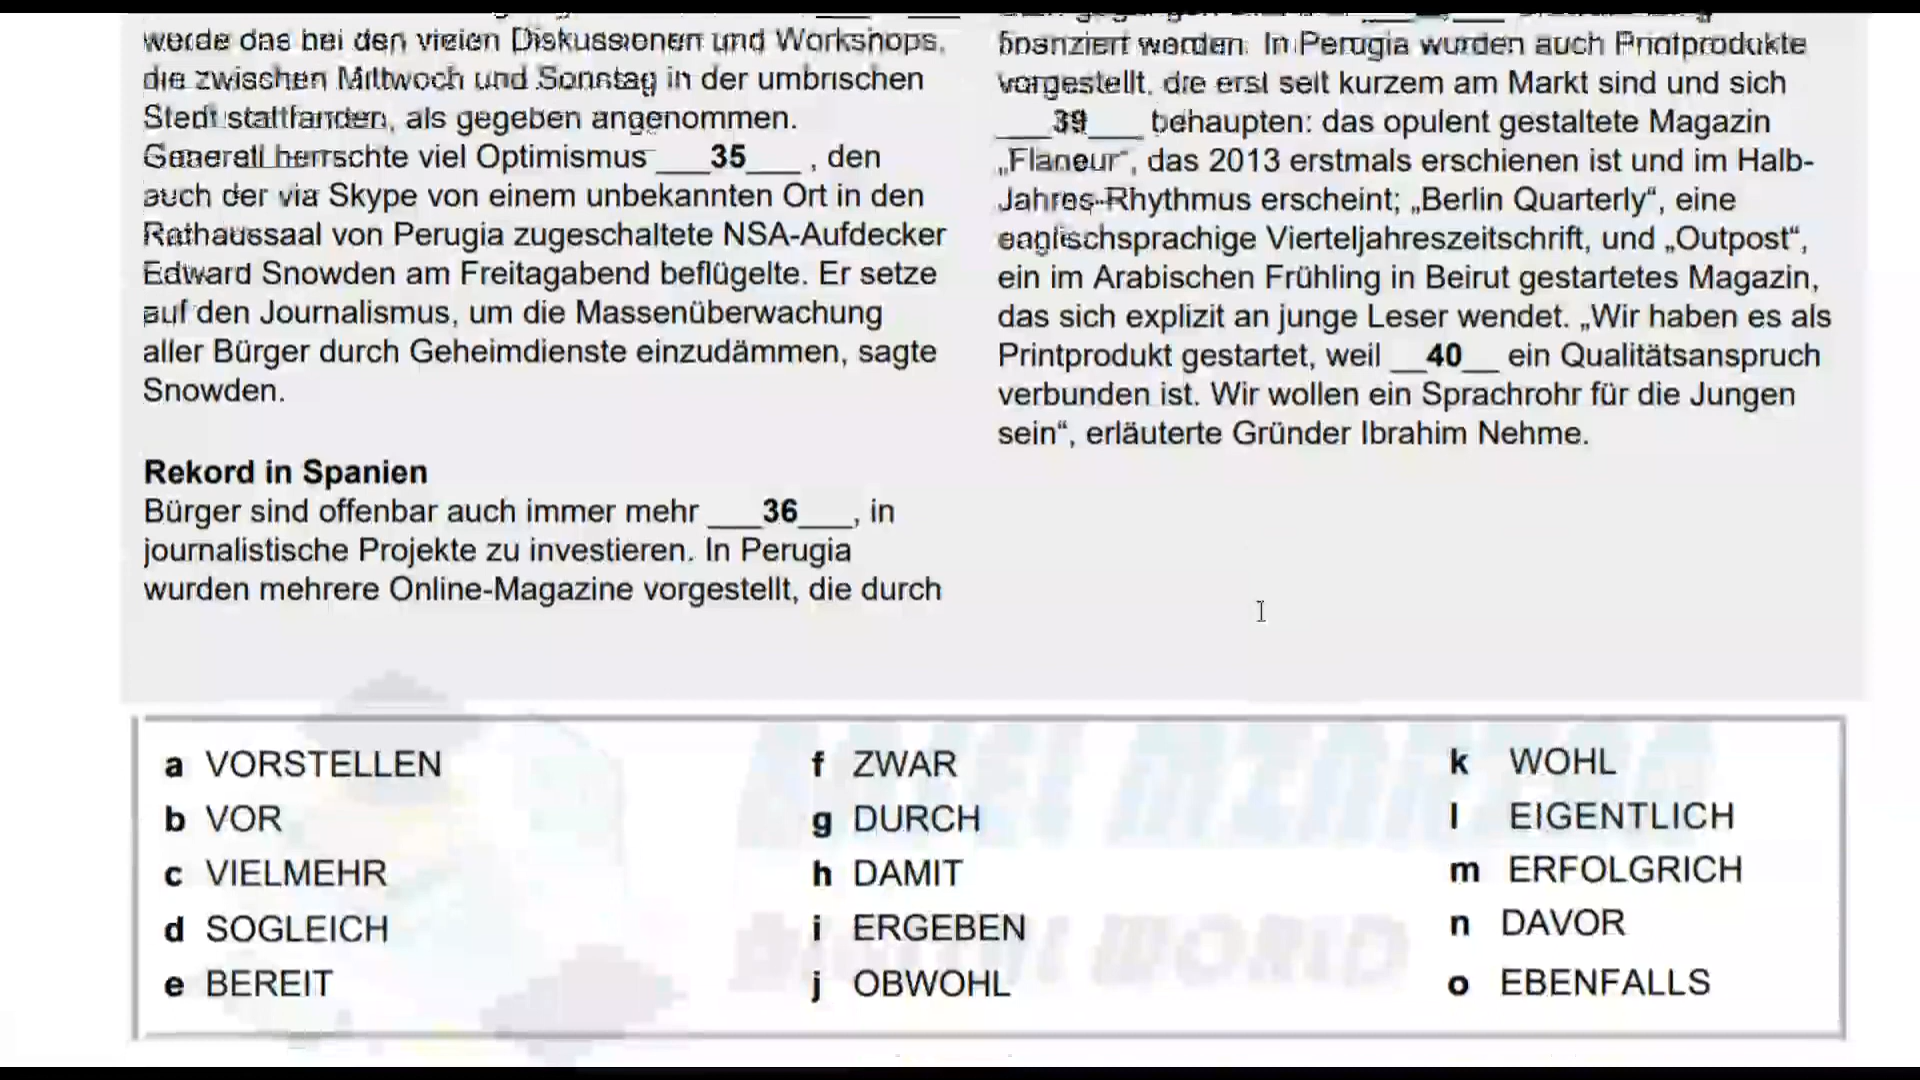 werde das bei den vielen Diskussionen und Workshops,
die zwischen Mittwoch und Sonntag in der umbrischen
Stadt stattfanden, als gegeben angenommen.
Generell herrschte viel Optimismus ___35___ , den
auch der via Skype von einem unbekannten Ort in den
Rathaussaal von Perugia zugeschaltete NSA-Aufdecker
Edward Snowden am Freitagabend beflügelte. Er setze
auf den Journalismus, um die Massenüberwachung
aller Bürger durch Geheimdienste einzudämmen, sagte
Snowden.
Rekord in Spanien
Bürger sind offenbar auch immer mehr ___36___, in
journalistische Projekte zu investieren. In Perugia
wurden mehrere Online-Magazine vorgestellt, die durch
finanziert werden. In Perugia wurden auch Printprodukte
vorgestellt, die erst seit kurzem am Markt sind und sich
___39___ behaupten: das opulent gestaltete Magazin
„Flaneur“, das 2013 erstmals erschienen ist und im Halb-
Jahres-Rhythmus erscheint; „Berlin Quarterly“, eine
englischsprachige Vierteljahreszeitschrift, und „Outpost“,
ein im Arabischen Frühling in Beirut gestartetes Magazin,
das sich explizit an junge Leser wendet. „Wir haben es als
Printprodukt gestartet, weil __40__ ein Qualitätsanspruch
verbunden ist. Wir wollen ein Sprachrohr für die Jungen
sein“, erläuterte Gründer Ibrahim Nehme.
a VORSTELLEN
b VOR
c VIELMEHR
d SOGLEICH
e BEREIT
f ZWAR
g DURCH
h DAMIT
i ERGEBEN
j OBWOHL
k WOHL
l EIGENTLICH
m ERFOLGRICH
n DAVOR
o EBENFALLS